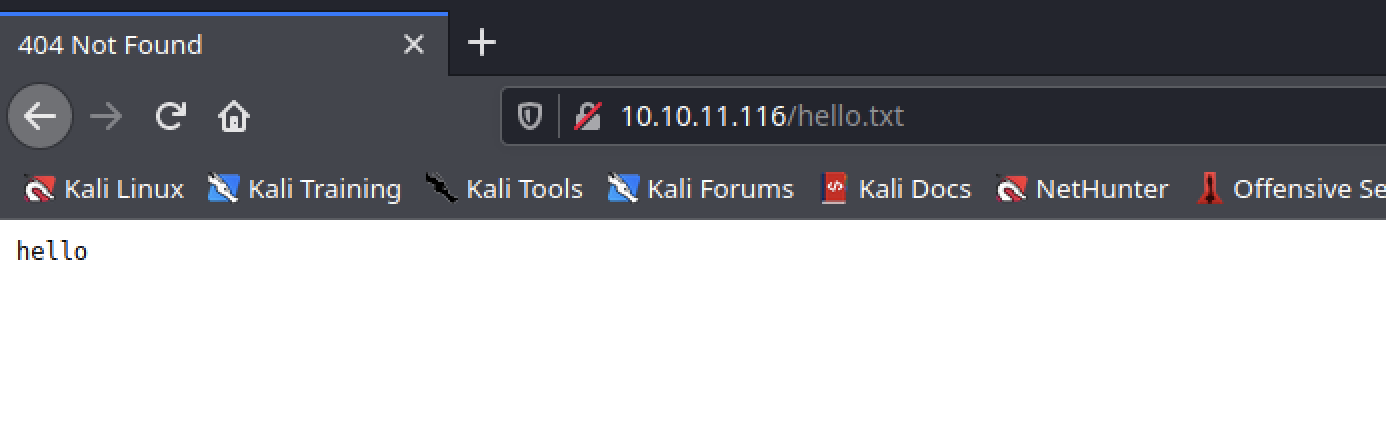 404 Not Found
10.10.11.116/hello.txt
Kali Linux Kali Training Kali Tools Kali Forums Kali Docs NetHunter Offensive Se
hello